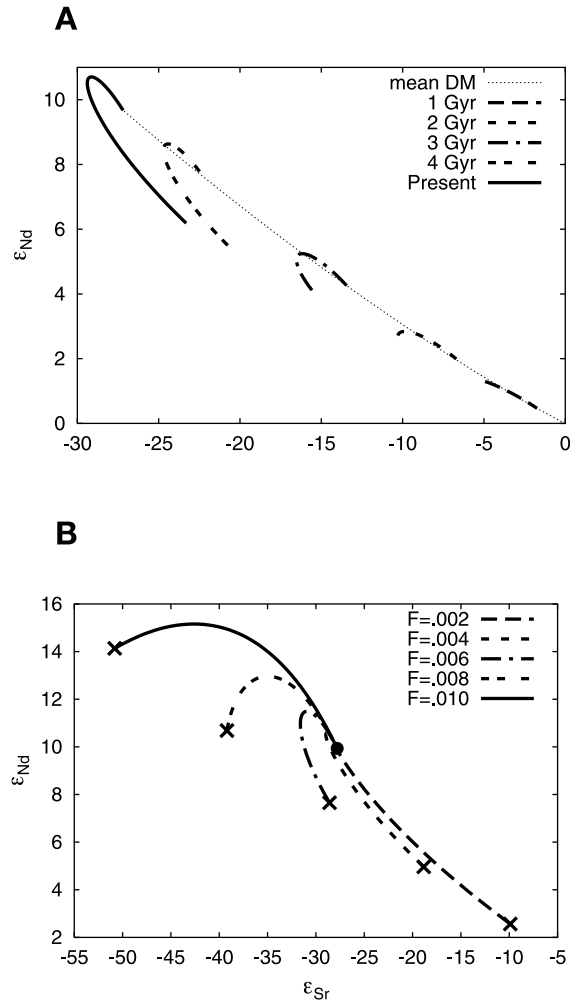 A
mean DM
1 Gyr
2 Gyr
3 Gyr
4 Gyr
Present
10
8
6
4
2
0
εNd
-30 -25 -20 -15 -10 -5 0
B
F=.002
F=.004
F=.006
F=.008
F=.010
16
14
12
10
8
6
4
2
εNd
-55 -50 -45 -40 -35 -30 -25 -20 -15 -10 -5
εSr